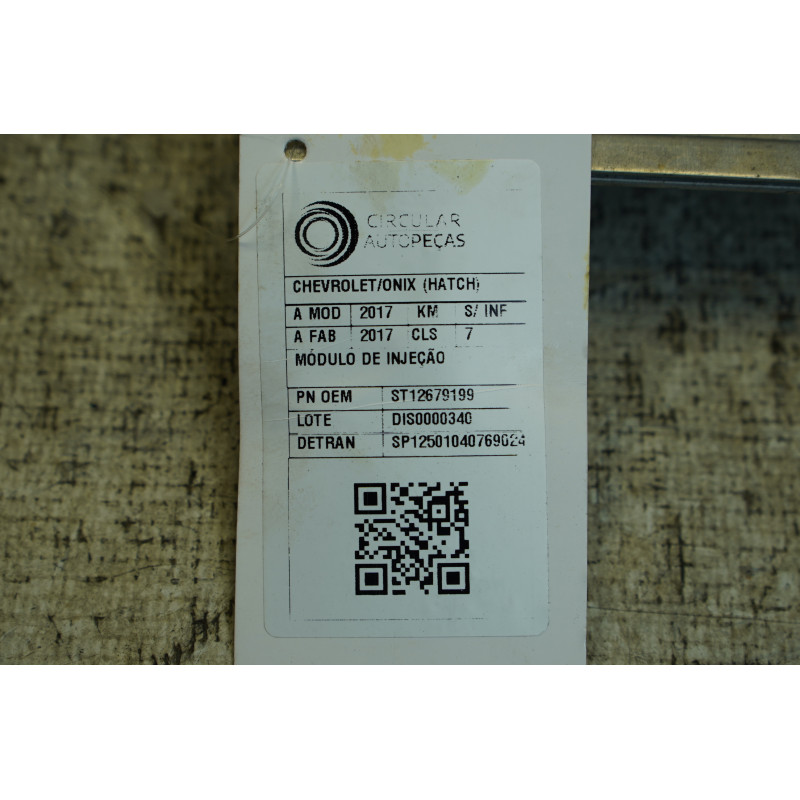 CIRCULAR
AUTOPEÇAS
CHEVROLET/ONIX (HATCH)
A MOD 2017 KM S/ INF
A FAB 2017 CLS 7
MÓDULO DE INJEÇÃO
PN OEM ST12679199
LOTE DIS0000340
DETRAN SP12501040769024